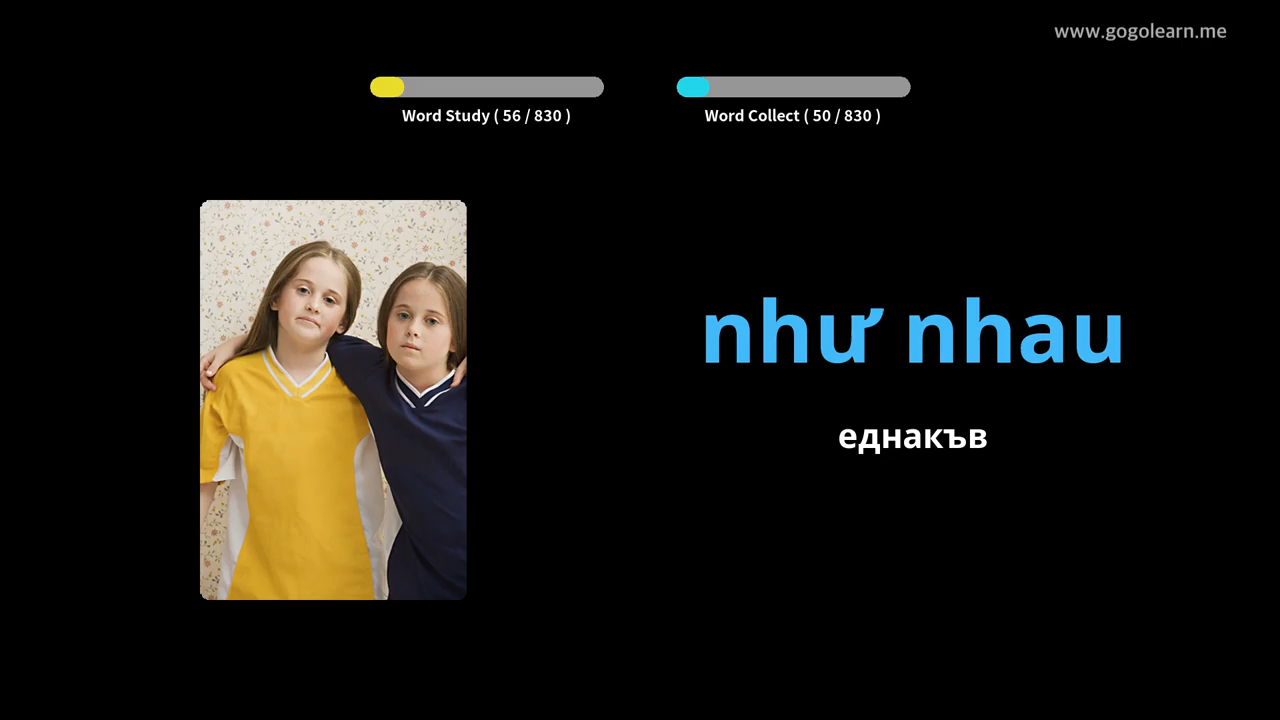 www.gogolearn.me
Word Study ( 56 / 830 )
Word Collect ( 50 / 830 )
như nhau
еднакъв